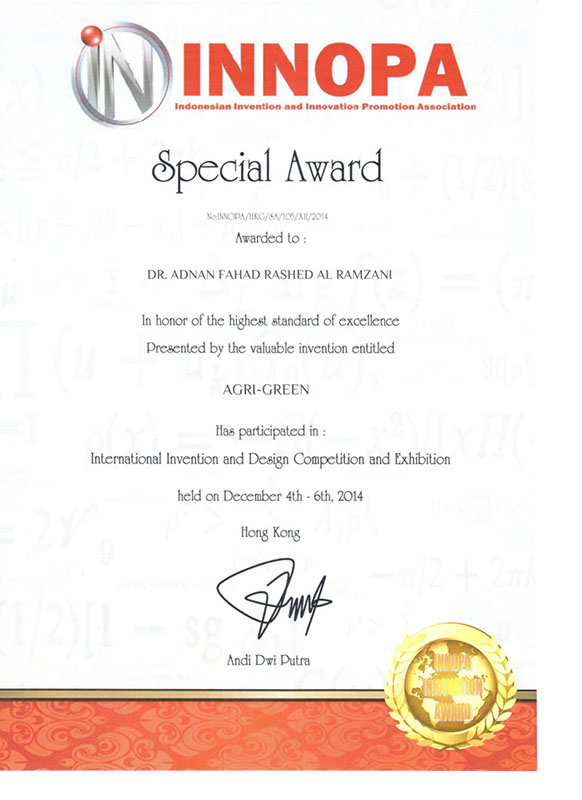 iN INNOPA
Indonesian Invention and Innovation Promotion Association
Special Award
No:INNOPA/HKG/SA/105/XII/2014
Awarded to :
DR. ADNAN FAHAD RASHED AL RAMZANI
In honor of the highest standard of excellence
Presented by the valuable invention entitled
AGRI-GREEN
Has participated in :
International Invention and Design Competition and Exhibition
held on December 4th - 6th, 2014
Hong Kong
Andi Dwi Putra
INNOPA
INNOVATION
AWARD